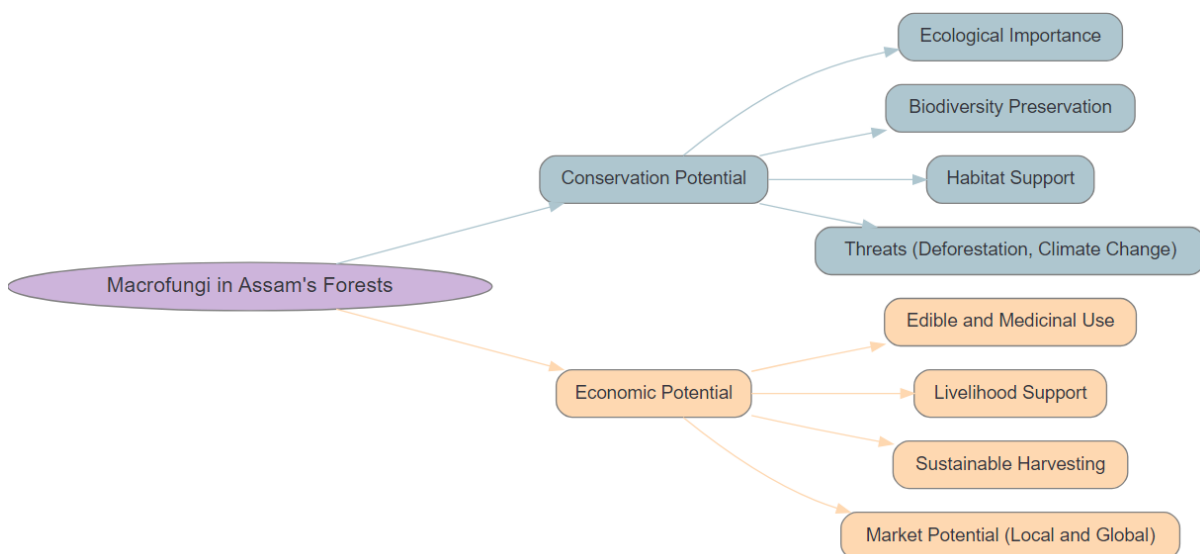 Macrofungi in Assam's Forests
Conservation Potential
Ecological Importance
Biodiversity Preservation
Habitat Support
Threats (Deforestation, Climate Change)
Economic Potential
Edible and Medicinal Use
Livelihood Support
Sustainable Harvesting
Market Potential (Local and Global)